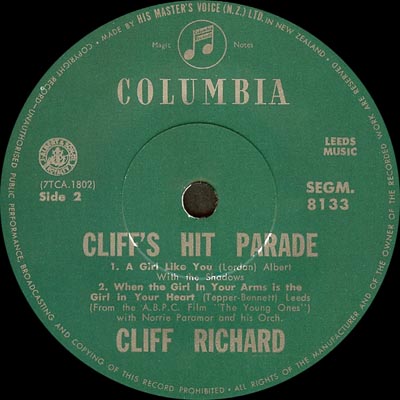 MADE BY HIS MASTER'S VOICE (N.Z.) LTD. IN NEW ZEALAND • ALL RIGHTS OF THE MANUFACTURER AND OF THE OWNER OF THE RECORDED WORK ARE RESERVED
COPYRIGHT RECORD—UNAUTHORISED PUBLIC PERFORMANCE, BROADCASTING AND COPYING OF THIS RECORD PROHIBITED
Magic Notes
COLUMBIA
LEEDS
MUSIC
(7TCA.1802)
Side 2
SEGM.
8133
CLIFF'S HIT PARADE
1. A Girl Like You (Lordan) Albert
With the Shadows
2. When the Girl In Your Arms is the
Girl in Your Heart (Tepper-Bennett) Leeds
(From the A.B.P.C. Film "The Young Ones")
with Norrie Paramor and his Orch.
CLIFF RICHARD